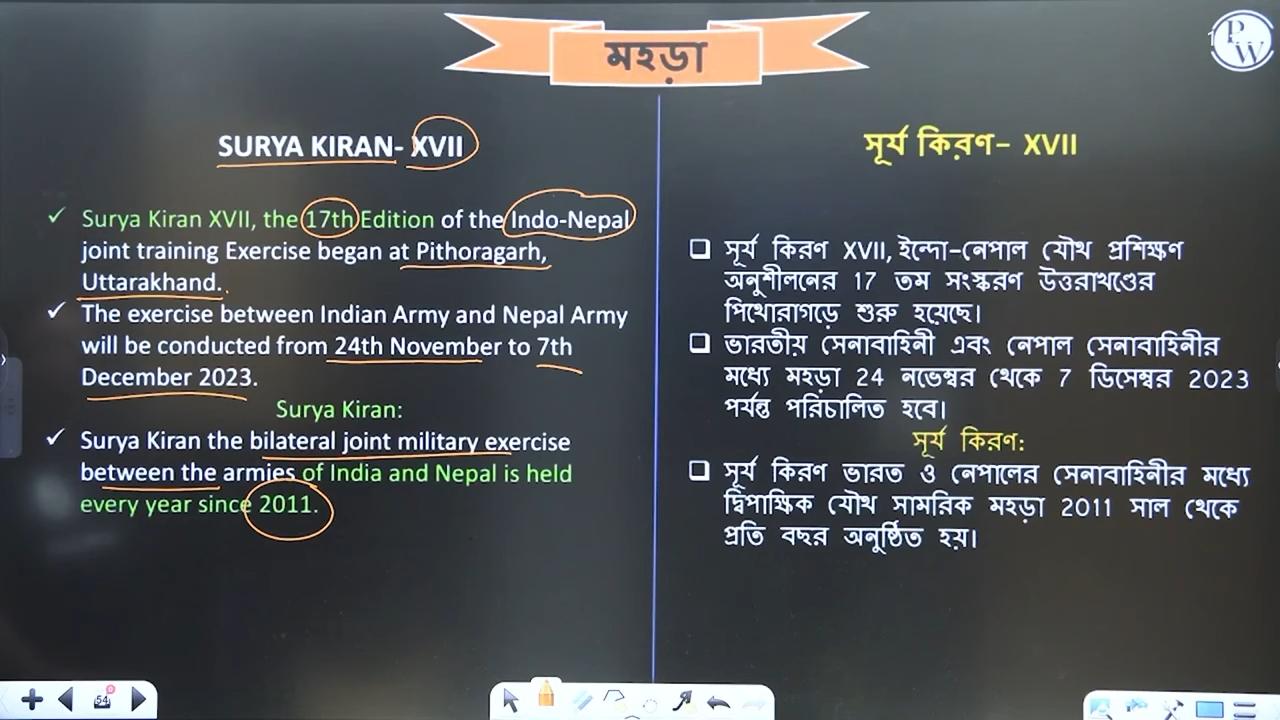 মহড়া
PW
SURYA KIRAN- XVII
✓ Surya Kiran XVII, the 17th Edition of the Indo-Nepal
joint training Exercise began at Pithoragarh,
Uttarakhand.
✓ The exercise between Indian Army and Nepal Army
will be conducted from 24th November to 7th
December 2023.
Surya Kiran:
✓ Surya Kiran the bilateral joint military exercise
between the armies of India and Nepal is held
every year since 2011.
সূর্য কিরণ- XVII
❑ সূর্য কিরণ XVII, ইন্দো-নেপাল যৌথ প্রশিক্ষণ
অনুশীলনের 17 তম সংস্করণ উত্তরাখণ্ডের
পিথোরাগড়ে শুরু হয়েছে।
❑ ভারতীয় সেনাবাহিনী এবং নেপাল সেনাবাহিনীর
মধ্যে মহড়া 24 নভেম্বর থেকে 7 ডিসেম্বর 2023
পর্যন্ত পরিচালিত হবে।
সূর্য কিরণ:
❑ সূর্য কিরণ ভারত ও নেপালের সেনাবাহিনীর মধ্যে
দ্বিপাক্ষিক যৌথ সামরিক মহড়া 2011 সাল থেকে
প্রতি বছর অনুষ্ঠিত হয়।
54